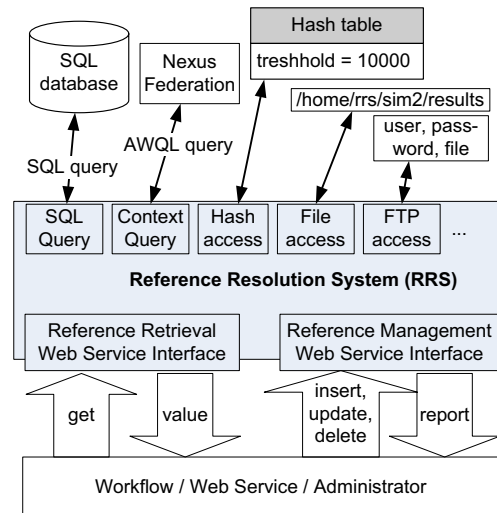 SQL
database
Nexus
Federation
Hash table
treshhold = 10000
/home/rrs/sim2/results
user, pass-
word, file
SQL query
AWQL query
SQL
Query
Context
Query
Hash
access
File
access
FTP
access
...
Reference Resolution System (RRS)
Reference Retrieval
Web Service Interface
Reference Management
Web Service Interface
get
value
insert,
update,
delete
report
Workflow / Web Service / Administrator